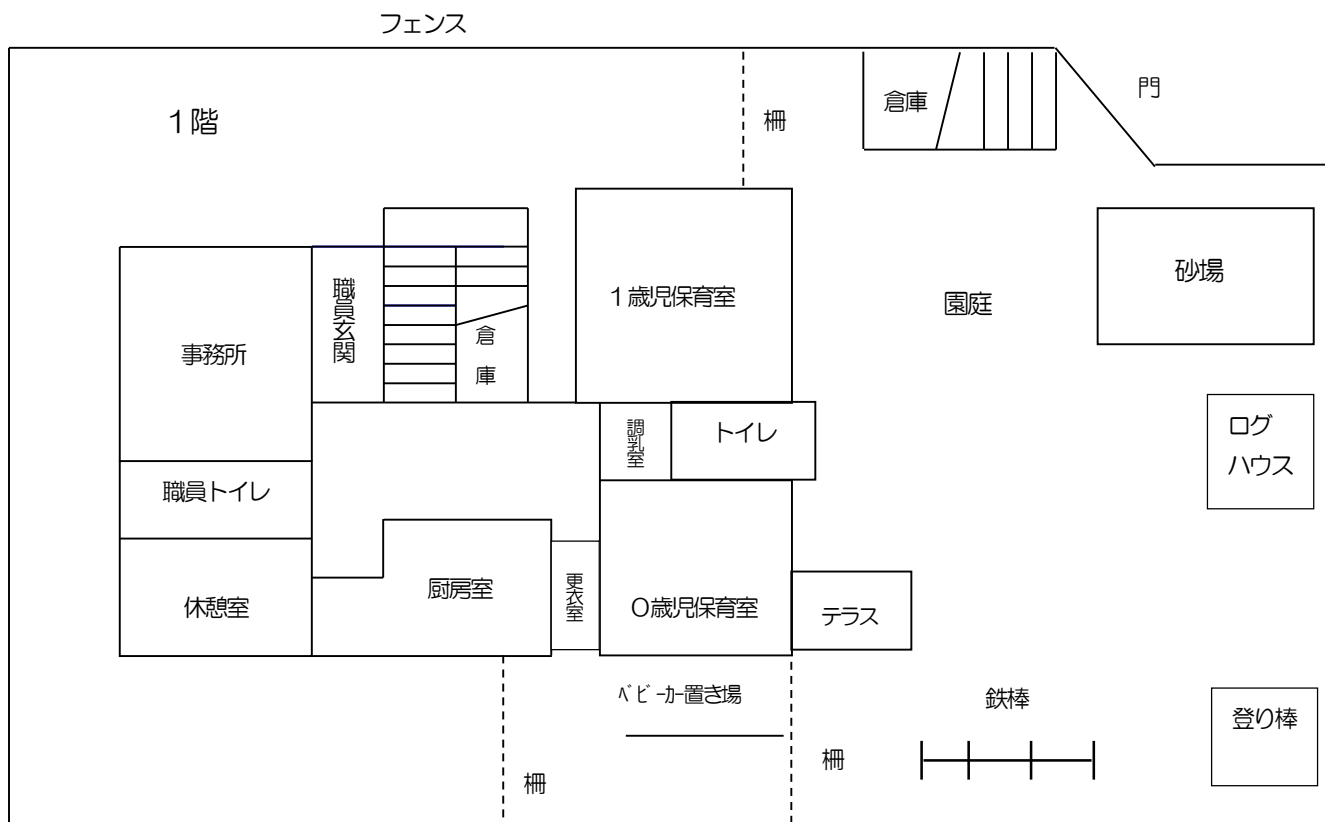 フェンス
門
倉庫
柵
1階
砂場
職員玄関
1歳児保育室
園庭
倉
庫
事務所
ログ
ハウス
調乳室
トイレ
職員トイレ
更衣室
厨房室
休憩室
0歳児保育室
テラス
ベビーカー置き場
鉄棒
登り棒
柵
柵